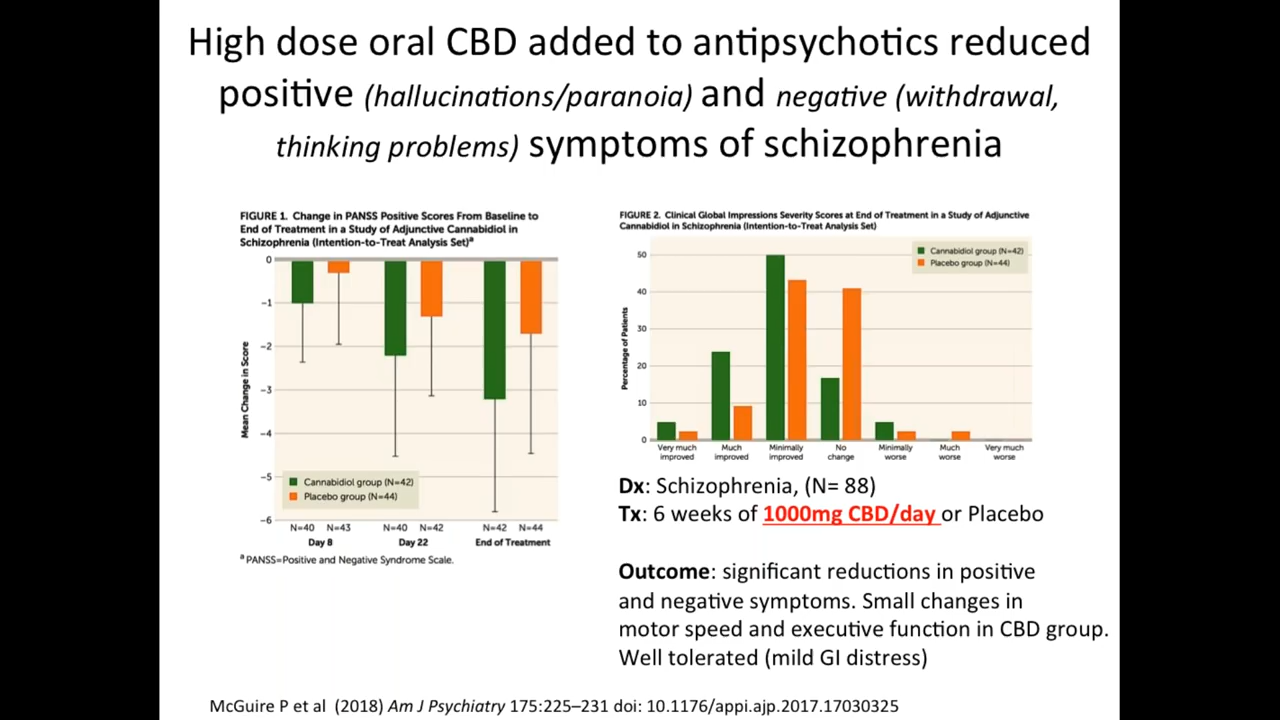 High dose oral CBD added to antipsychotics reduced
positive (hallucinations/paranoia) and negative (withdrawal,
thinking problems) symptoms of schizophrenia
FIGURE 1. Change in PANSS Positive Scores From Baseline to
End of Treatment in a Study of Adjunctive Cannabidiol in
Schizophrenia (Intention-to-Treat Analysis Set)a
0
−1
−2
−3
−4
−5
−6
Mean Change in Score
Cannabidiol group (N=42)
Placebo group (N=44)
N=40 N=43 N=40 N=42 N=42 N=44
Day 8 Day 22 End of Treatment
a PANSS=Positive and Negative Syndrome Scale.
FIGURE 2. Clinical Global Impressions Severity Scores at End of Treatment in a Study of Adjunctive
Cannabidiol in Schizophrenia (Intention-to-Treat Analysis Set)
50
40
30
20
10
0
Percentage of Patients
Cannabidiol group (N=42)
Placebo group (N=44)
Very much Much Minimally No Minimally Much Very much
improved improved improved change worse worse worse
Dx: Schizophrenia, (N= 88)
Tx: 6 weeks of 1000mg CBD/day or Placebo
Outcome: significant reductions in positive
and negative symptoms. Small changes in
motor speed and executive function in CBD group.
Well tolerated (mild GI distress)
McGuire P et al (2018) Am J Psychiatry 175:225–231 doi: 10.1176/appi.ajp.2017.17030325